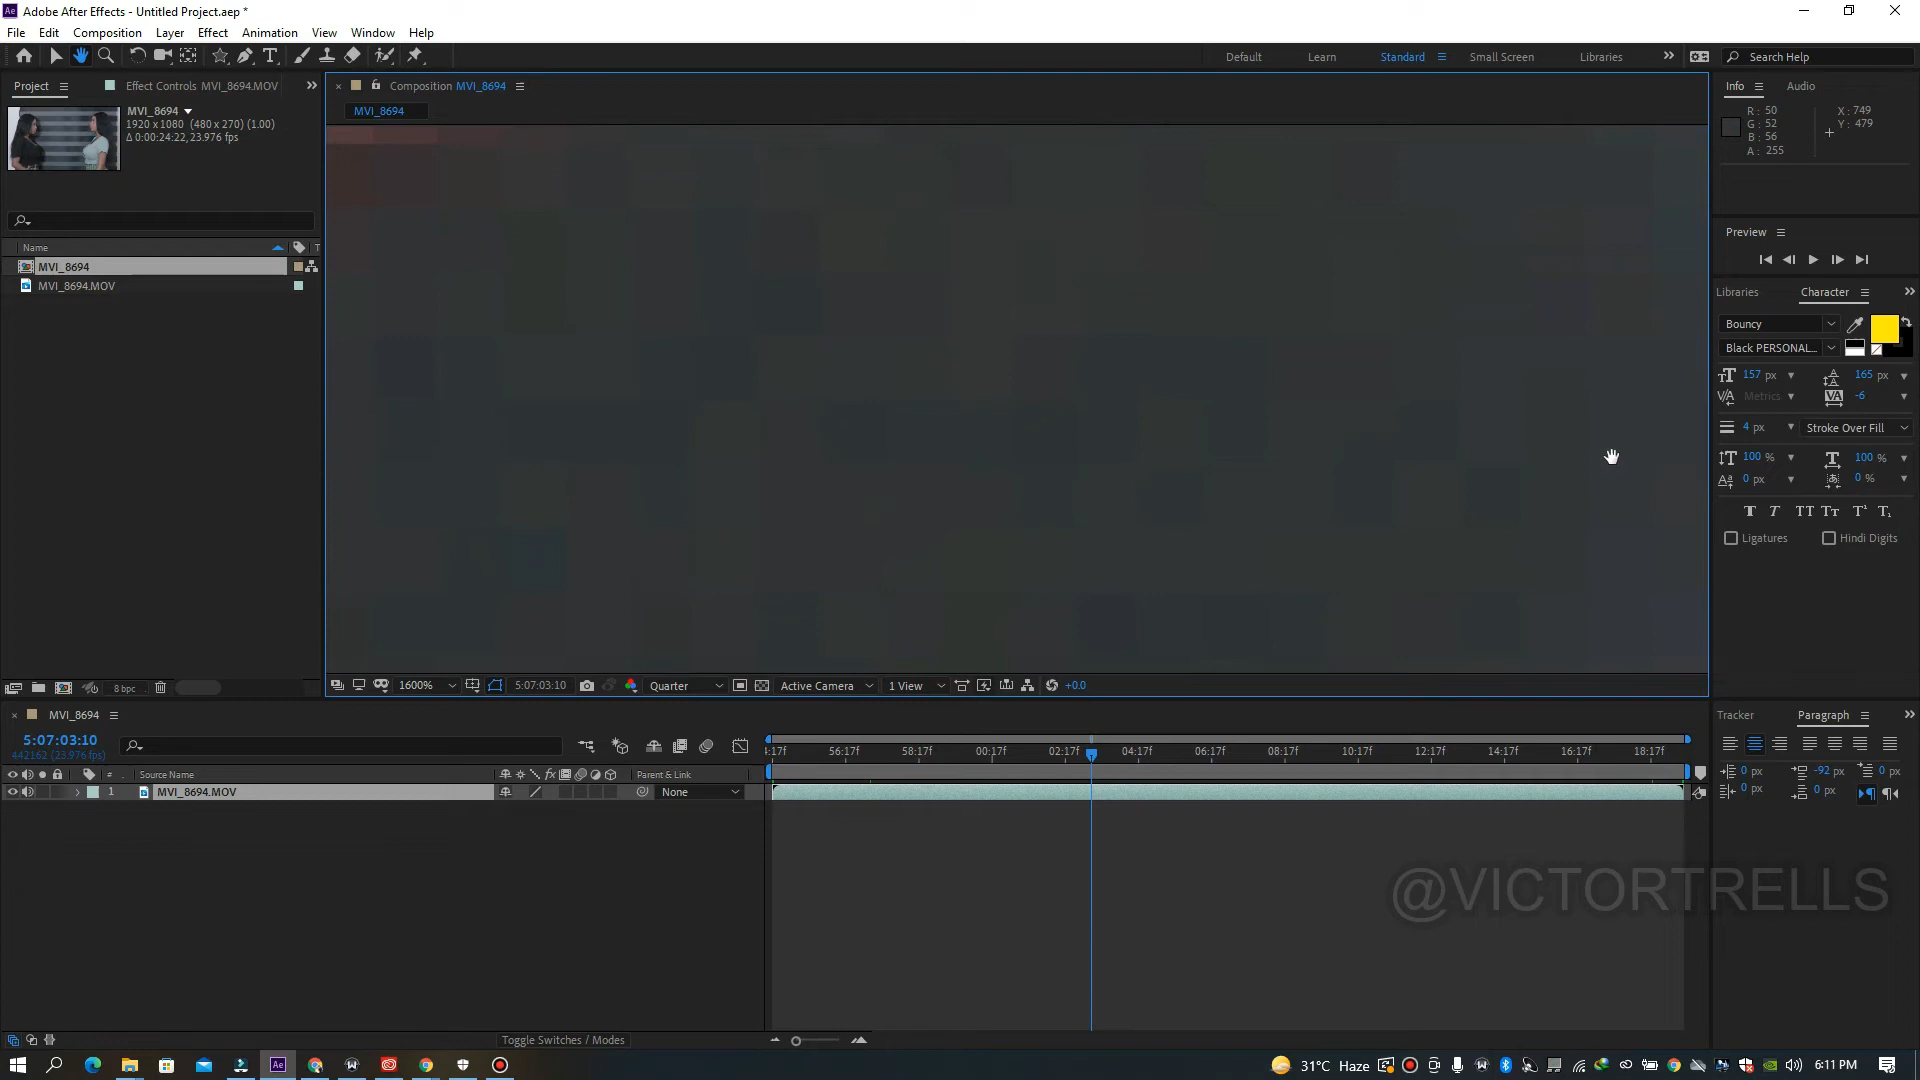 Adobe After Effects - Untitled Project.aep *
File Edit Composition Layer Effect Animation View Window Help
Default Learn Standard Small Screen Libraries Search Help
Project Effect Controls MVI_8694.MOV
MVI_8694
1920 x 1080 (480 x 270) (1.00)
Δ 0:00:24:22, 23.976 fps
Name T
MVI_8694
MVI_8694.MOV
8 bpc
Composition MVI_8694
MVI_8694
1600% 5:07:03:10 Quarter Active Camera 1 View +0.0
Info Audio
R: 50 X: 749
G: 52 Y: 479
B: 56
A: 255
Preview
Libraries Character
Bouncy
Black PERSONAL...
157 px 165 px
Metrics -6
4 px Stroke Over Fill
100 % 100 %
0 px 0 %
Ligatures Hindi Digits
MVI_8694
5:07:03:10
442162 (23.976 fps)
4:17f 56:17f 58:17f 00:17f 02:17f 04:17f 06:17f 08:17f 10:17f 12:17f 14:17f 16:17f 18:17f
# Source Name Parent & Link
1 MVI_8694.MOV None
Toggle Switches / Modes
Tracker Paragraph
0 px -92 px 0 px
0 px 0 px
@VICTORTRELLS
31°C Haze 6:11 PM